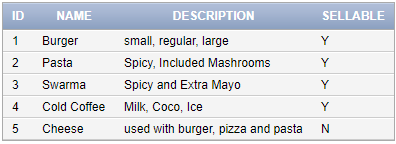 ID NAME DESCRIPTION SELLABLE
1 Burger small, regular, large Y
2 Pasta Spicy, Included Mashrooms Y
3 Swarma Spicy and Extra Mayo Y
4 Cold Coffee Milk, Coco, Ice Y
5 Cheese used with burger, pizza and pasta N